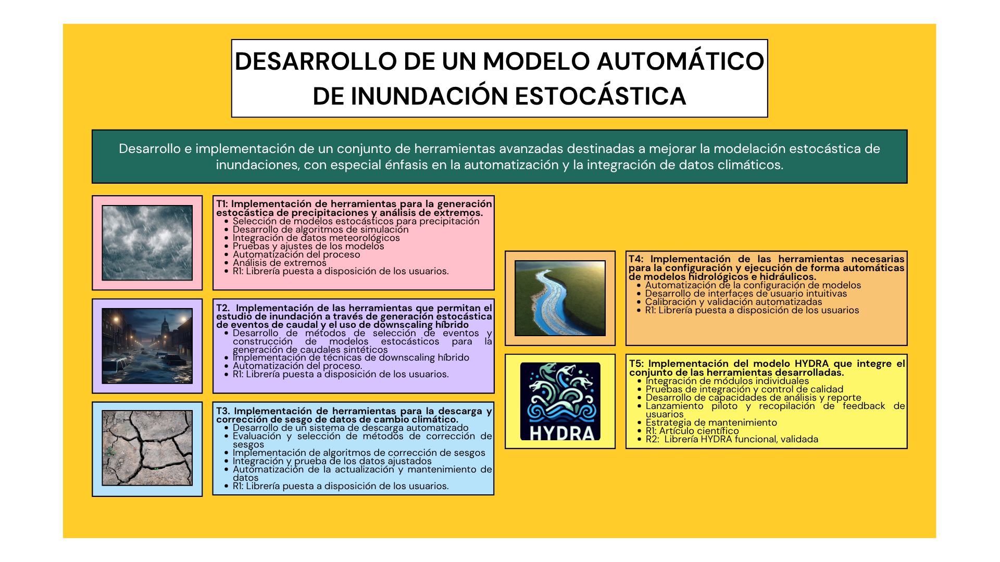 DESARROLLO DE UN MODELO AUTOMÁTICO
DE INUNDACIÓN ESTOCÁSTICA
Desarrollo e implementación de un conjunto de herramientas avanzadas destinadas a mejorar la modelación estocástica de
inundaciones, con especial énfasis en la automatización y la integración de datos climáticos.
T1: Implementación de herramientas para la generación
estocástica de precipitaciones y análisis de extremos.
• Selección de modelos estocásticos para precipitación
• Desarrollo de algoritmos de simulación
• Integración de datos meteorológicos
• Pruebas y ajustes de los modelos
• Automatización del proceso
• Análisis de extremos
• R1: Librería puesta a disposición de los usuarios.
T2. Implementación de las herramientas que permitan el
estudio de inundación a través de generación estocástica
de eventos de caudal y el uso de downscaling híbrido
• Desarrollo de métodos de selección de eventos y
construcción de modelos estocásticos para la
generación de caudales sintéticos
• Implementación de técnicas de downscaling híbrido
• Automatización del proceso.
• R1: Librería puesta a disposición de los usuarios.
T3. Implementación de herramientas para la descarga y
corrección de sesgo de datos de cambio climático.
• Desarrollo de un sistema de descarga automatizado
• Evaluación y selección de métodos de corrección de
sesgos
• Implementación de algoritmos de corrección de sesgos
• Integración y prueba de los datos ajustados
• Automatización de la actualización y mantenimiento de
datos
• R1: Librería puesta a disposición de los usuarios.
T4: Implementación de las herramientas necesarias
para la configuración y ejecución de forma automáticas
de modelos hidrológicos e hidráulicos.
• Automatización de la configuración de modelos
• Desarrollo de interfaces de usuario intuitivas
• Calibración y validación automatizadas
• R1: Librería puesta a disposición de los usuarios
HYDRA
T5: Implementación del modelo HYDRA que integre el
conjunto de las herramientas desarrolladas.
• Integración de módulos individuales
• Pruebas de integración y control de calidad
• Desarrollo de capacidades de análisis y reporte
• Lanzamiento piloto y recopilación de feedback de
usuarios
• Estrategia de mantenimiento
• R1: Artículo científico
• R2: Librería HYDRA funcional, validada